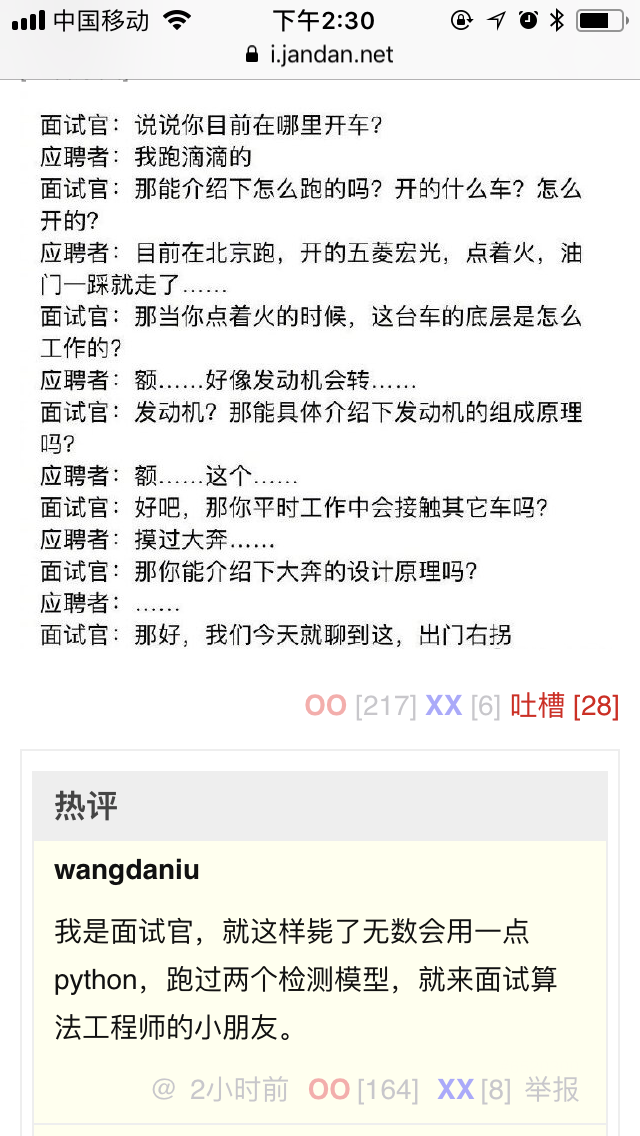 中国移动 下午2:30
i.jandan.net
面试官：说说你目前在哪里开车？
应聘者：我跑滴滴的
面试官：那能介绍下怎么跑的吗？开的什么车？怎么
开的？
应聘者：目前在北京跑，开的五菱宏光，点着火，油
门一踩就走了……
面试官：那当你点着火的时候，这台车的底层是怎么
工作的？
应聘者：额……好像发动机会转……
面试官：发动机？那能具体介绍下发动机的组成原理
吗？
应聘者：额……这个……
面试官：好吧，那你平时工作中会接触其它车吗？
应聘者：摸过大奔……
面试官：那你能介绍下大奔的设计原理吗？
应聘者：……
面试官：那好，我们今天就聊到这，出门右拐
OO [217] XX [6] 吐槽 [28]
热评
wangdaniu
我是面试官，就这样毙了无数会用一点
python，跑过两个检测模型，就来面试算
法工程师的小朋友。
@ 2小时前 OO [164] XX [8] 举报